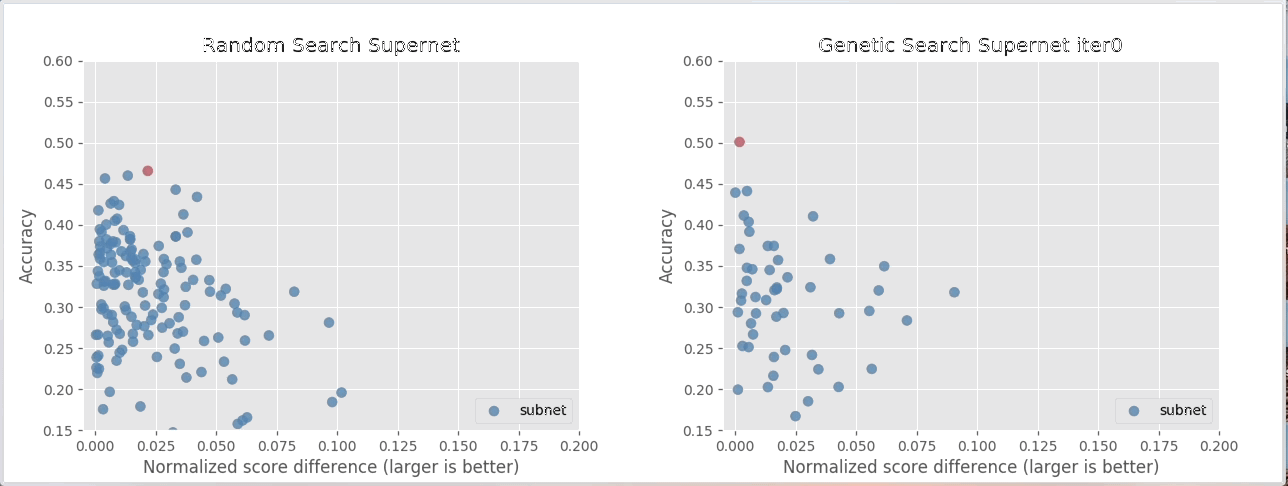 Random Search Supernet
0.60
0.55
0.50
0.45
0.40
0.35
0.30
0.25
0.20
0.15
Accuracy
subnet
0.000 0.025 0.050 0.075 0.100 0.125 0.150 0.175 0.200
Normalized score difference (larger is better)
Genetic Search Supernet iter0
0.60
0.55
0.50
0.45
0.40
0.35
0.30
0.25
0.20
0.15
Accuracy
subnet
0.000 0.025 0.050 0.075 0.100 0.125 0.150 0.175 0.200
Normalized score difference (larger is better)